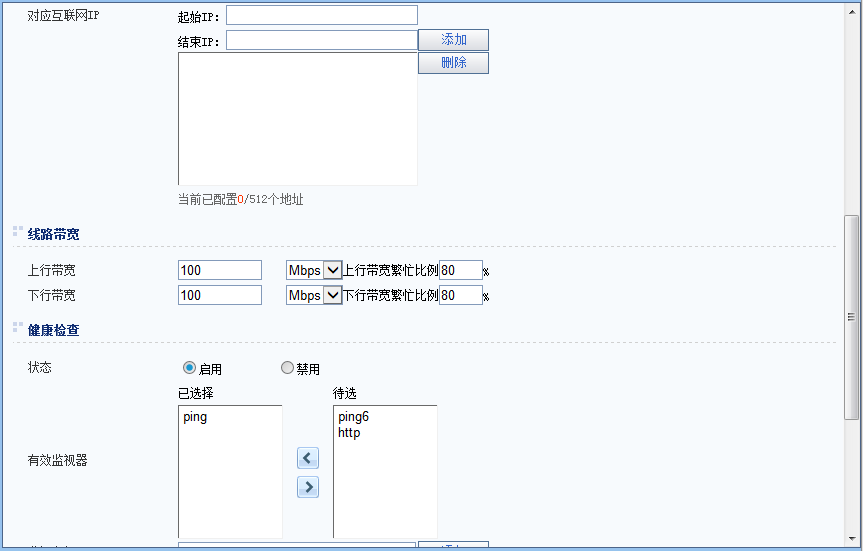 对应互联网IP 起始IP:
结束IP: 添加
删除
当前已配置0/512个地址
线路带宽
上行带宽 100 Mbps 上行带宽繁忙比例 80 %
下行带宽 100 Mbps 下行带宽繁忙比例 80 %
健康检查
状态 启用 禁用
已选择 待选
ping ping6
http
有效监视器